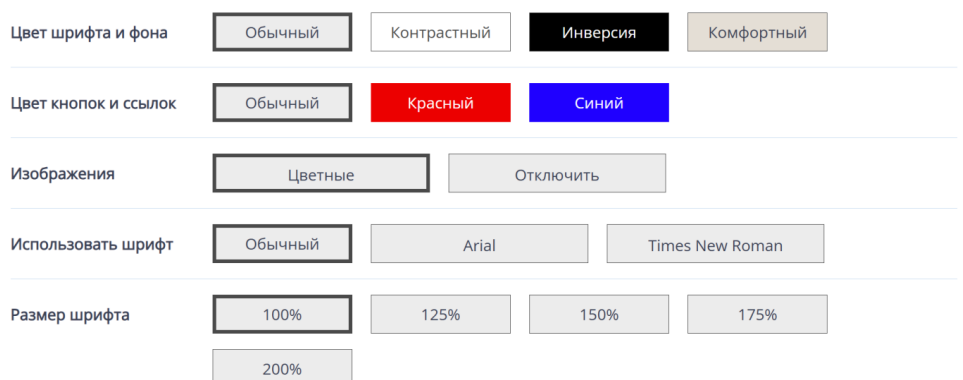 Цвет шрифта и фона Обычный Контрастный Инверсия Комфортный
Цвет кнопок и ссылок Обычный Красный Синий
Изображения Цветные Отключить
Использовать шрифт Обычный Arial Times New Roman
Размер шрифта 100% 125% 150% 175%
200%